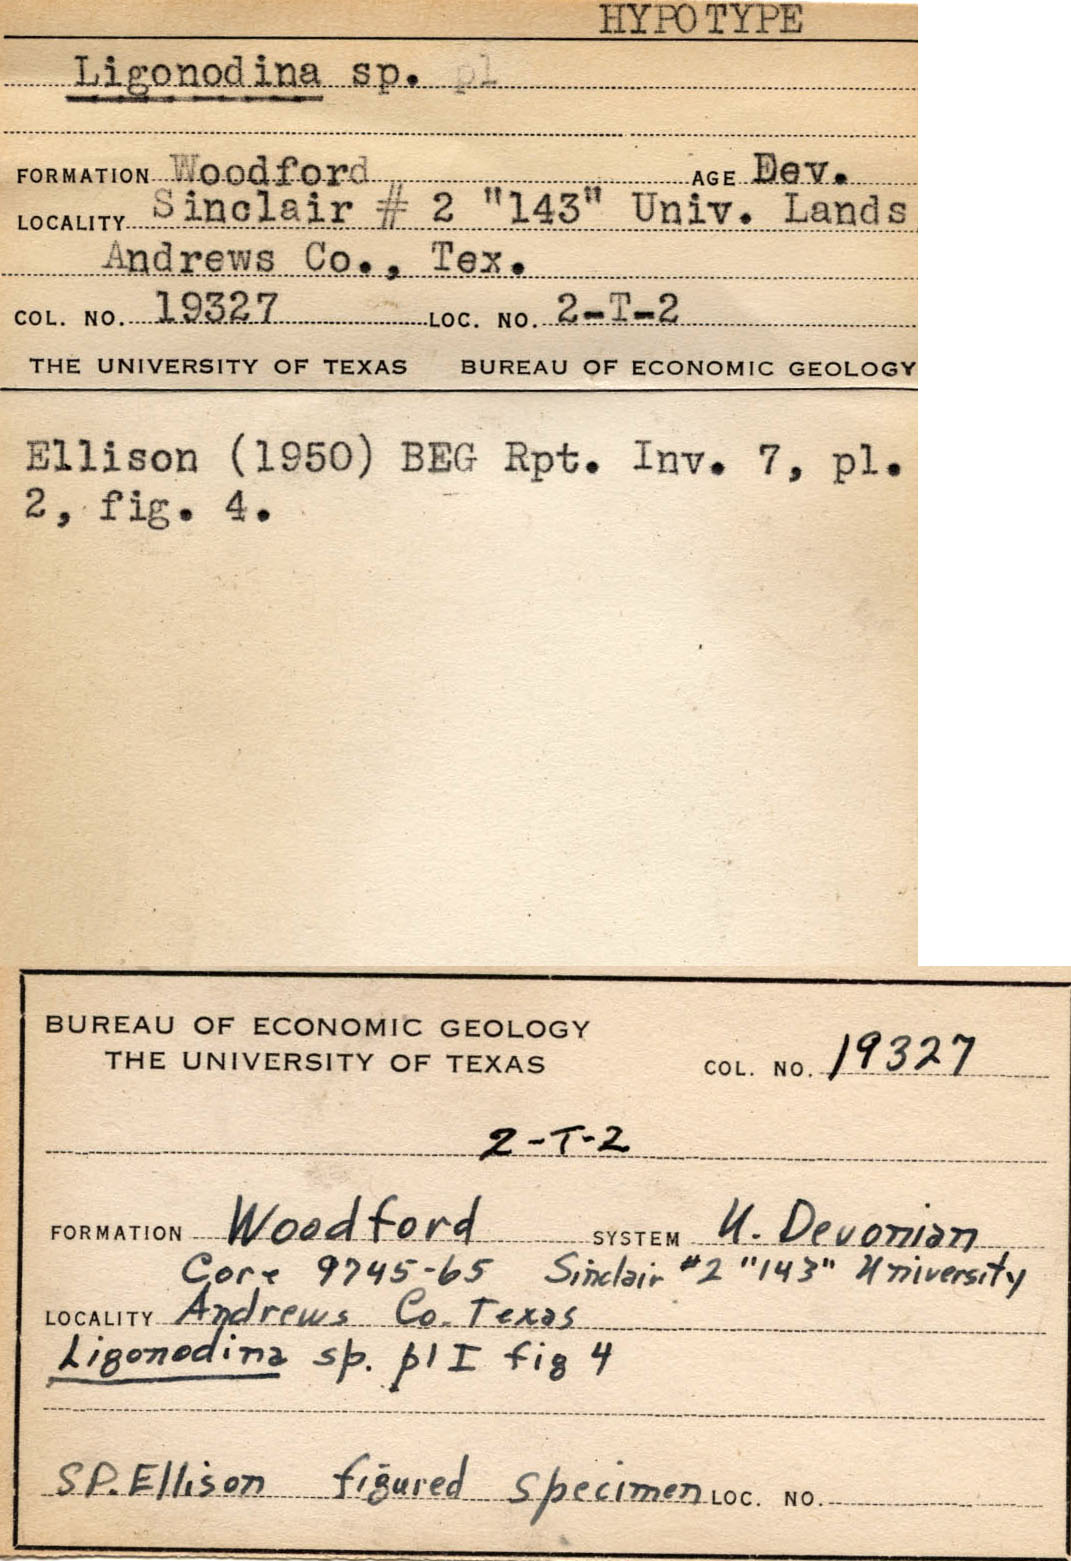 HYPOTYPE
Ligonodina sp. pl
FORMATION Woodford AGE Dev.
LOCALITY Sinclair # 2 "143" Univ. Lands
Andrews Co., Tex.
COL. NO. 19327 LOC. NO. 2-T-2
THE UNIVERSITY OF TEXAS BUREAU OF ECONOMIC GEOLOGY
Ellison (1950) BEG Rpt. Inv. 7, pl.
2, fig. 4.
BUREAU OF ECONOMIC GEOLOGY
THE UNIVERSITY OF TEXAS COL. NO. 19327
2-T-2
FORMATION Woodford SYSTEM U. Devonian
Core 9745-65 Sinclair #2 "143" University
LOCALITY Andrews Co. Texas
Ligonodina sp. pl I fig 4
S.P. Ellison figured specimen LOC. NO.